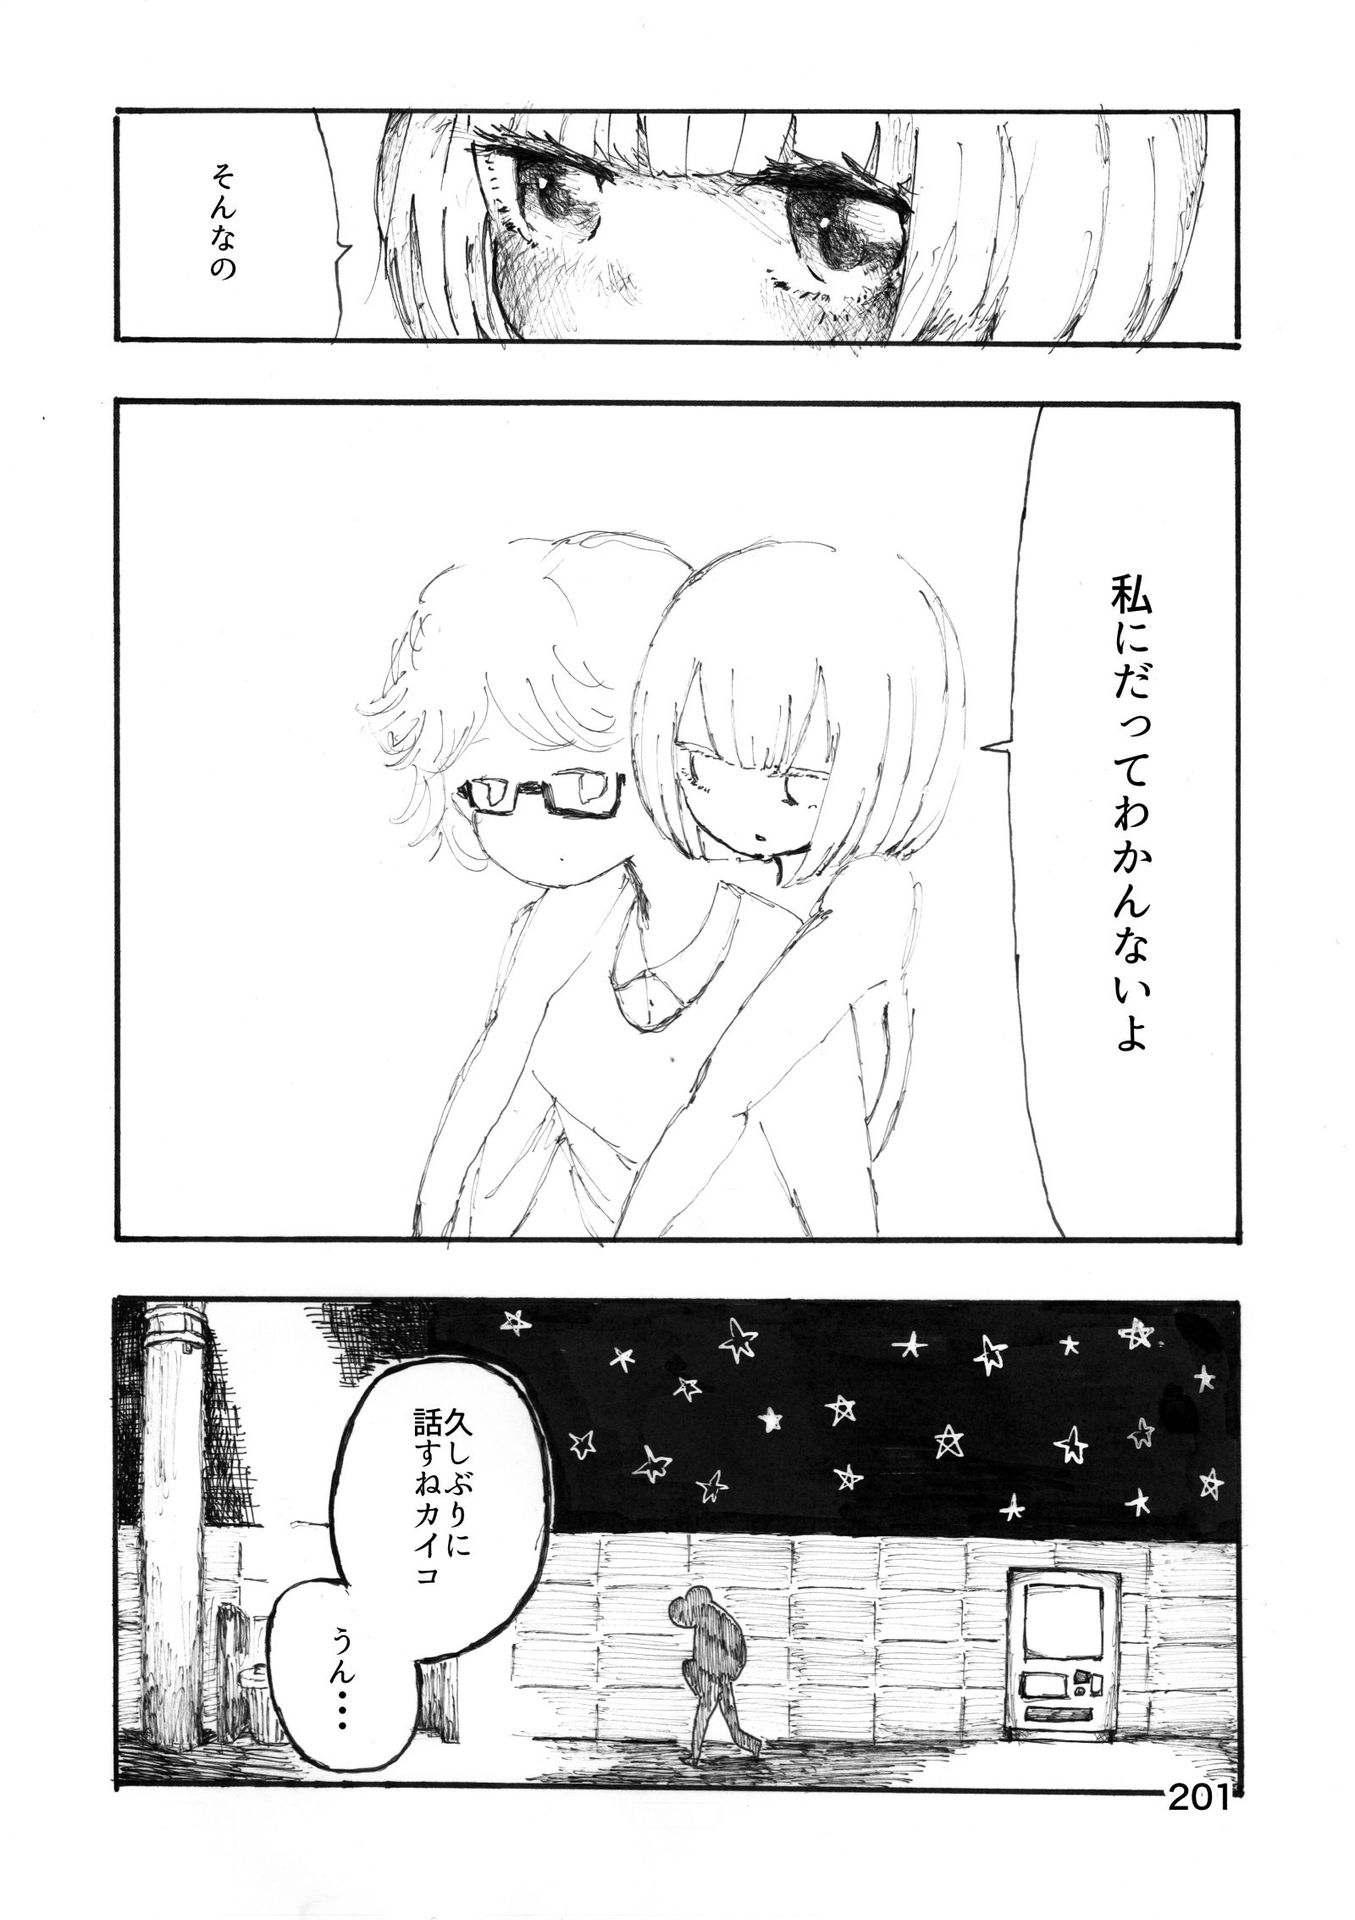 そんなの
私にだってわかんないよ
久しぶりに
話すねカイコ
うん・・・
201